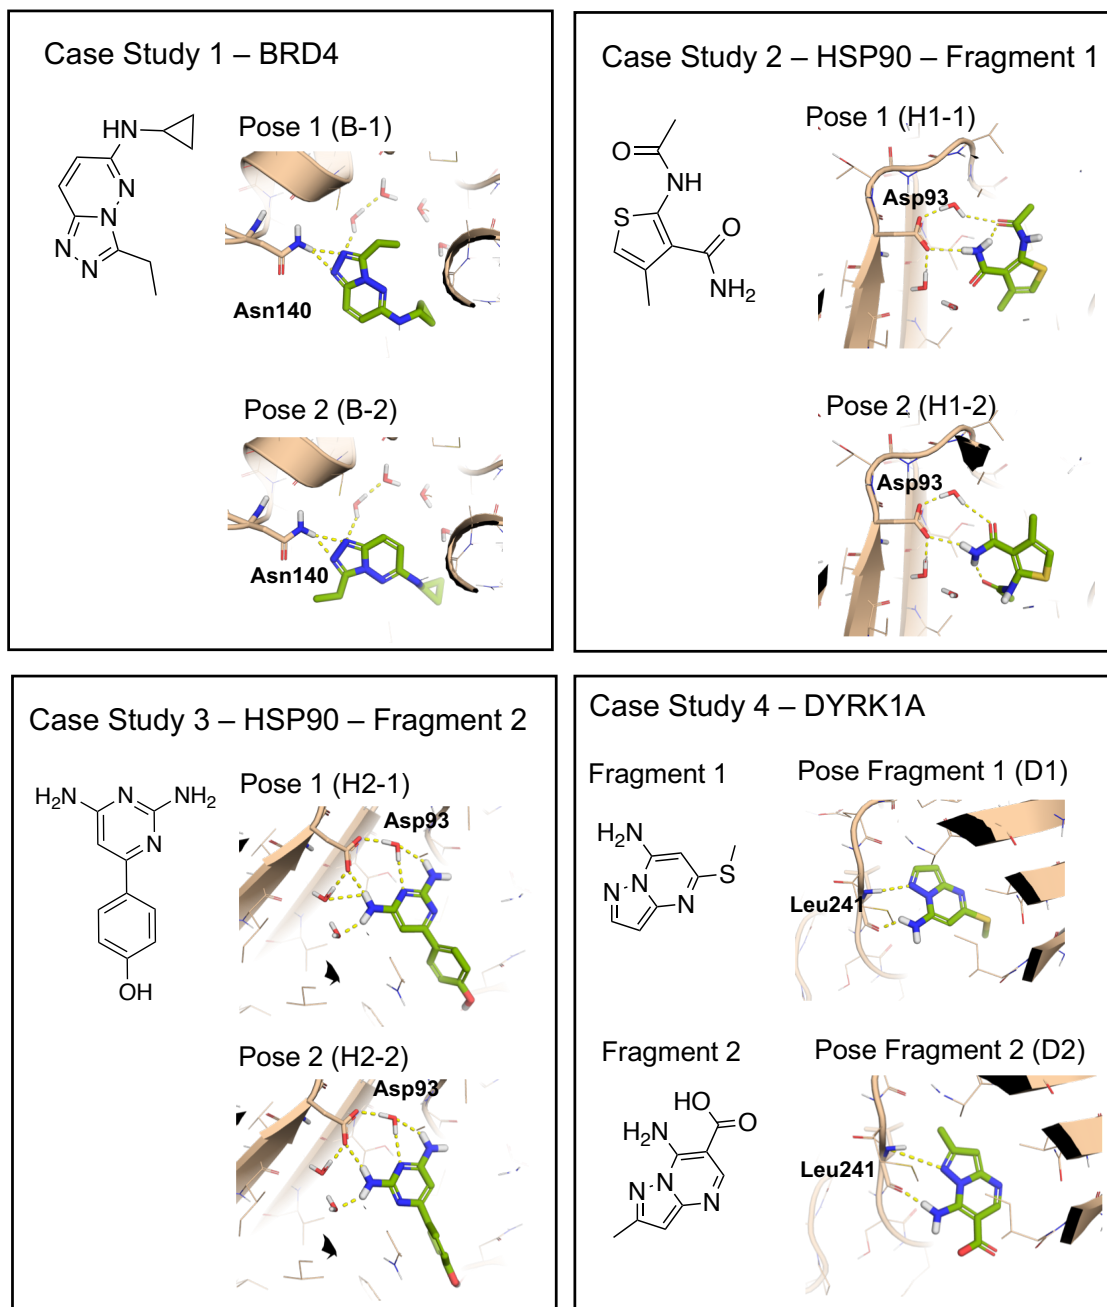 Case Study 1 – BRD4
HN
N
N
N
N
Pose 1 (B-1)
Asn140
Pose 2 (B-2)
Asn140
Case Study 2 – HSP90 – Fragment 1
O
NH
S
O
NH2
Pose 1 (H1-1)
Asp93
Pose 2 (H1-2)
Asp93
Case Study 3 – HSP90 – Fragment 2
H2N
N
NH2
N
OH
Pose 1 (H2-1)
Asp93
Pose 2 (H2-2)
Asp93
Case Study 4 – DYRK1A
Fragment 1
H2N
S
N
N
N
Pose Fragment 1 (D1)
Leu241
Fragment 2
HO
O
H2N
N
N
N
Pose Fragment 2 (D2)
Leu241